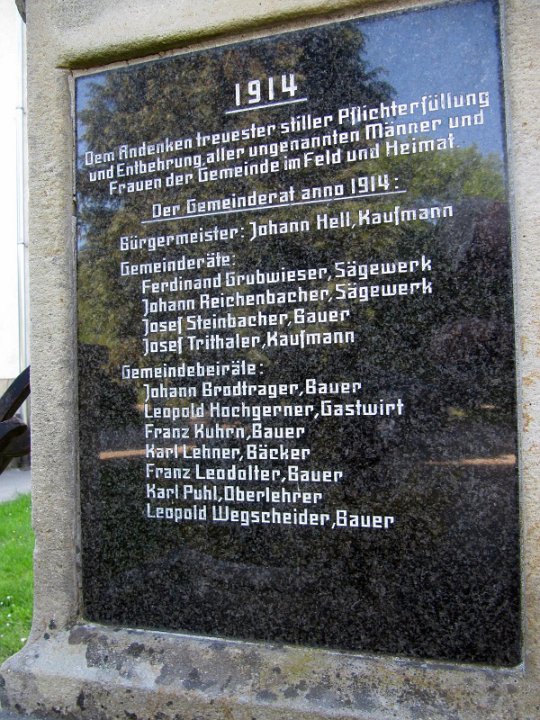 1914
Dem Andenken treuester stiller Pflichterfüllung
und Entbehrung aller ungenannten Männer und
Frauen der Gemeinde im Feld und Heimat.
Der Gemeinderat anno 1914:
Bürgermeister: Johann Hell, Kaufmann
Gemeinderäte:
Ferdinand Grubwieser, Sägewerk
Johann Reichenbacher, Sägewerk
Josef Steinbacher, Bauer
Josef Trithaler, Kaufmann
Gemeindebeiräte:
Johann Brodtrager, Bauer
Leopold Hochgerner, Gastwirt
Franz Kuhrn, Bauer
Karl Lehner, Bäcker
Franz Leodolter, Bauer
Karl Puhl, Oberlehrer
Leopold Wegscheider, Bauer